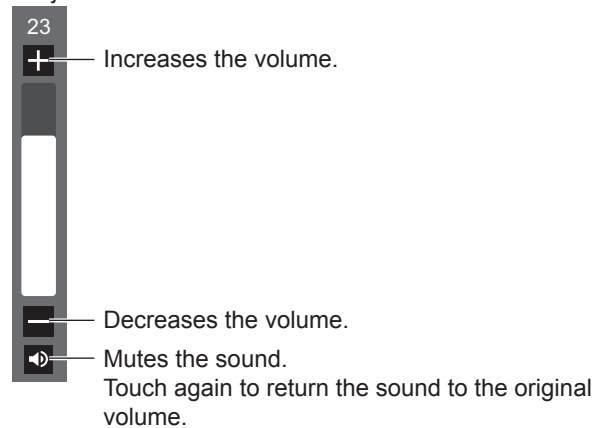 23
Increases the volume.
Decreases the volume.
Mutes the sound.
Touch again to return the sound to the original
volume.